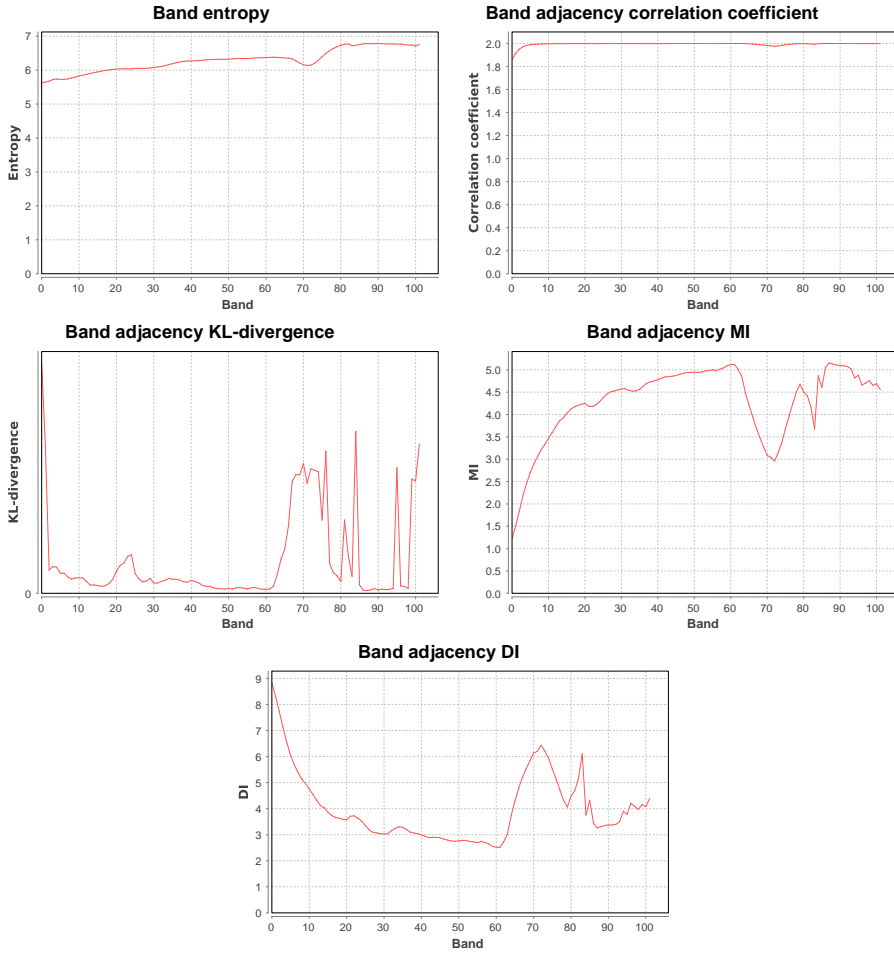 Band entropy
7
6
5
4
3
2
1
0
Entropy
0 10 20 30 40 50 60 70 80 90 100
Band
Band adjacency correlation coefficient
2.0
1.8
1.6
1.4
1.2
1.0
0.8
0.6
0.4
0.2
0.0
Correlation coefficient
0 10 20 30 40 50 60 70 80 90 100
Band
Band adjacency KL-divergence
KL-divergence
0
0 10 20 30 40 50 60 70 80 90 100
Band
Band adjacency MI
5.0
4.5
4.0
3.5
3.0
2.5
2.0
1.5
1.0
0.5
0.0
MI
0 10 20 30 40 50 60 70 80 90 100
Band
Band adjacency DI
9
8
7
6
5
4
3
2
1
0
DI
0 10 20 30 40 50 60 70 80 90 100
Band